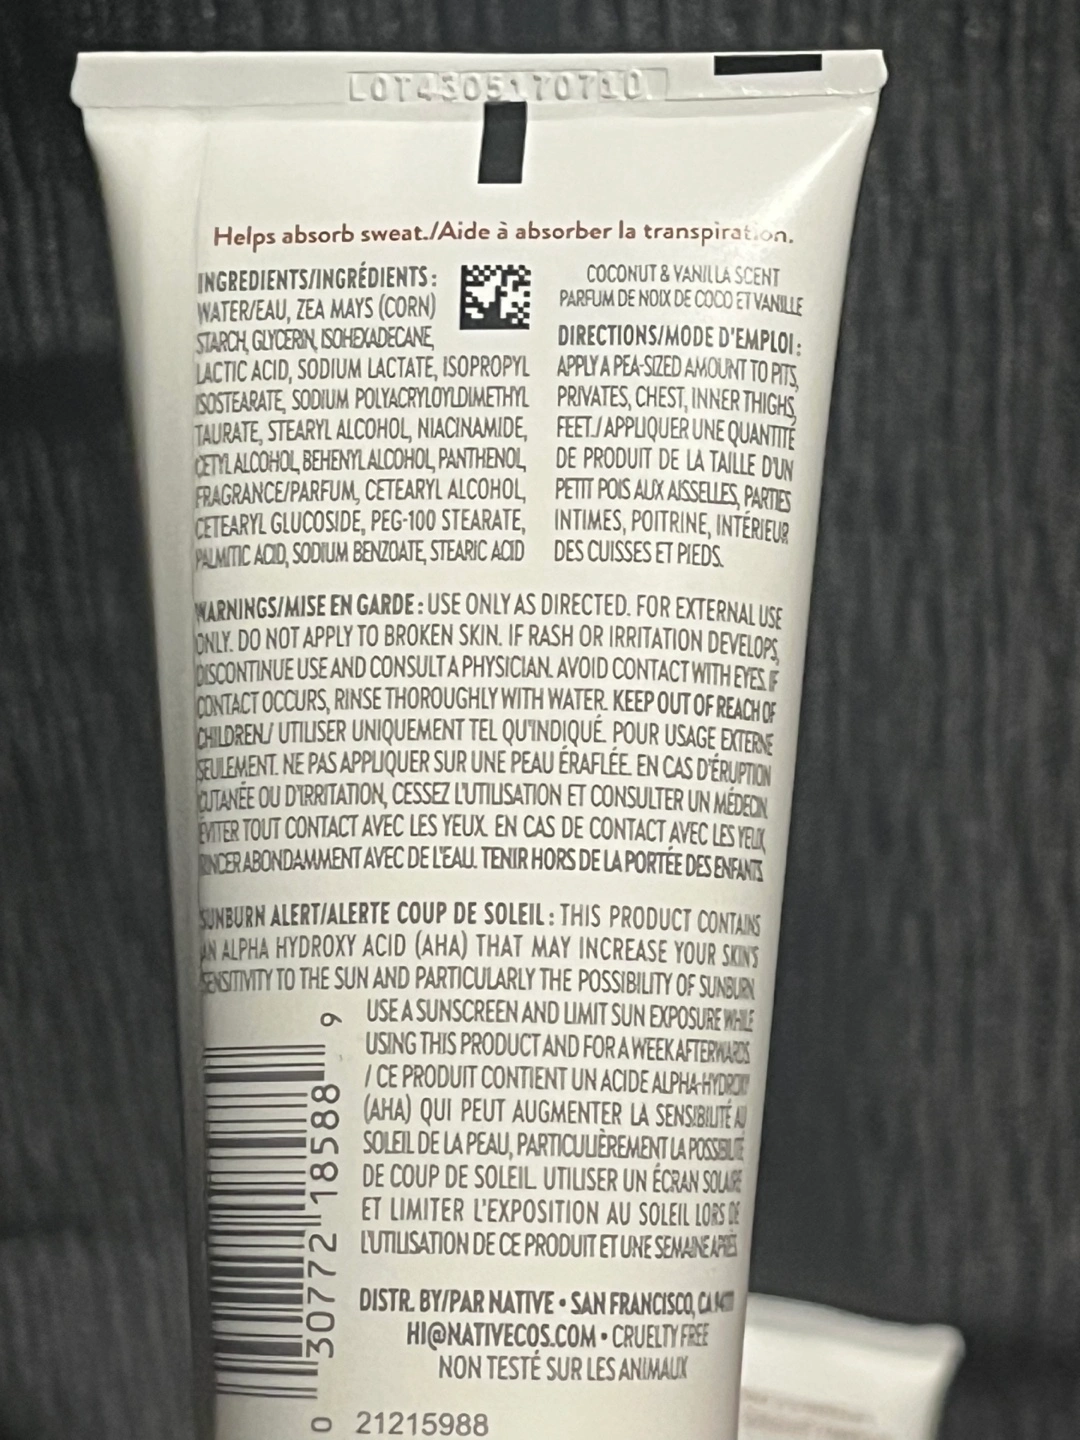 LOT4305170710
Helps absorb sweat./Aide à absorber la transpiration.
INGREDIENTS/INGRÉDIENTS:
WATER/EAU, ZEA MAYS (CORN)
STARCH, GLYCERIN, ISOHEXADECANE,
LACTIC ACID, SODIUM LACTATE, ISOPROPYL
ISOSTEARATE, SODIUM POLYACRYLOYLDIMETHYL
TAURATE, STEARYL ALCOHOL, NIACINAMIDE,
CETYL ALCOHOL, BEHENYL ALCOHOL, PANTHENOL,
FRAGRANCE/PARFUM, CETEARYL ALCOHOL,
CETEARYL GLUCOSIDE, PEG-100 STEARATE,
PALMITIC ACID, SODIUM BENZOATE, STEARIC ACID
COCONUT & VANILLA SCENT
PARFUM DE NOIX DE COCO ET VANILLE
DIRECTIONS/MODE D'EMPLOI:
APPLY A PEA-SIZED AMOUNT TO PITS,
PRIVATES, CHEST, INNER THIGHS,
FEET./ APPLIQUER UNE QUANTITÉ
DE PRODUIT DE LA TAILLE D'UN
PETIT POIS AUX AISSELLES, PARTIES
INTIMES, POITRINE, INTÉRIEUR
DES CUISSES ET PIEDS.
WARNINGS/MISE EN GARDE: USE ONLY AS DIRECTED. FOR EXTERNAL USE
ONLY. DO NOT APPLY TO BROKEN SKIN. IF RASH OR IRRITATION DEVELOPS,
DISCONTINUE USE AND CONSULT A PHYSICIAN. AVOID CONTACT WITH EYES. IF
CONTACT OCCURS, RINSE THOROUGHLY WITH WATER. KEEP OUT OF REACH OF
CHILDREN./ UTILISER UNIQUEMENT TEL QU'INDIQUÉ. POUR USAGE EXTERNE
SEULEMENT. NE PAS APPLIQUER SUR UNE PEAU ÉRAFLÉE. EN CAS D'ÉRUPTION
CUTANÉE OU D'IRRITATION, CESSEZ L'UTILISATION ET CONSULTER UN MÉDECIN.
ÉVITER TOUT CONTACT AVEC LES YEUX. EN CAS DE CONTACT AVEC LES YEUX,
RINCER ABONDAMMENT AVEC DE L'EAU. TENIR HORS DE LA PORTÉE DES ENFANTS.
SUNBURN ALERT/ALERTE COUP DE SOLEIL: THIS PRODUCT CONTAINS
AN ALPHA HYDROXY ACID (AHA) THAT MAY INCREASE YOUR SKIN'S
SENSITIVITY TO THE SUN AND PARTICULARLY THE POSSIBILITY OF SUNBURN.
USE A SUNSCREEN AND LIMIT SUN EXPOSURE WHILE
USING THIS PRODUCT AND FOR A WEEK AFTERWARDS.
/ CE PRODUIT CONTIENT UN ACIDE ALPHA-HYDROXY
(AHA) QUI PEUT AUGMENTER LA SENSIBILITÉ AU
SOLEIL DE LA PEAU, PARTICULIÈREMENT LA POSSIBILITÉ
DE COUP DE SOLEIL. UTILISER UN ÉCRAN SOLAIRE
ET LIMITER L'EXPOSITION AU SOLEIL LORS DE
L'UTILISATION DE CE PRODUIT ET UNE SEMAINE APRÈS.
DISTR. BY/PAR NATIVE • SAN FRANCISCO, CA
HI@NATIVECOS.COM • CRUELTY FREE
NON TESTÉ SUR LES ANIMAUX
0 30772 18588 9
21215988